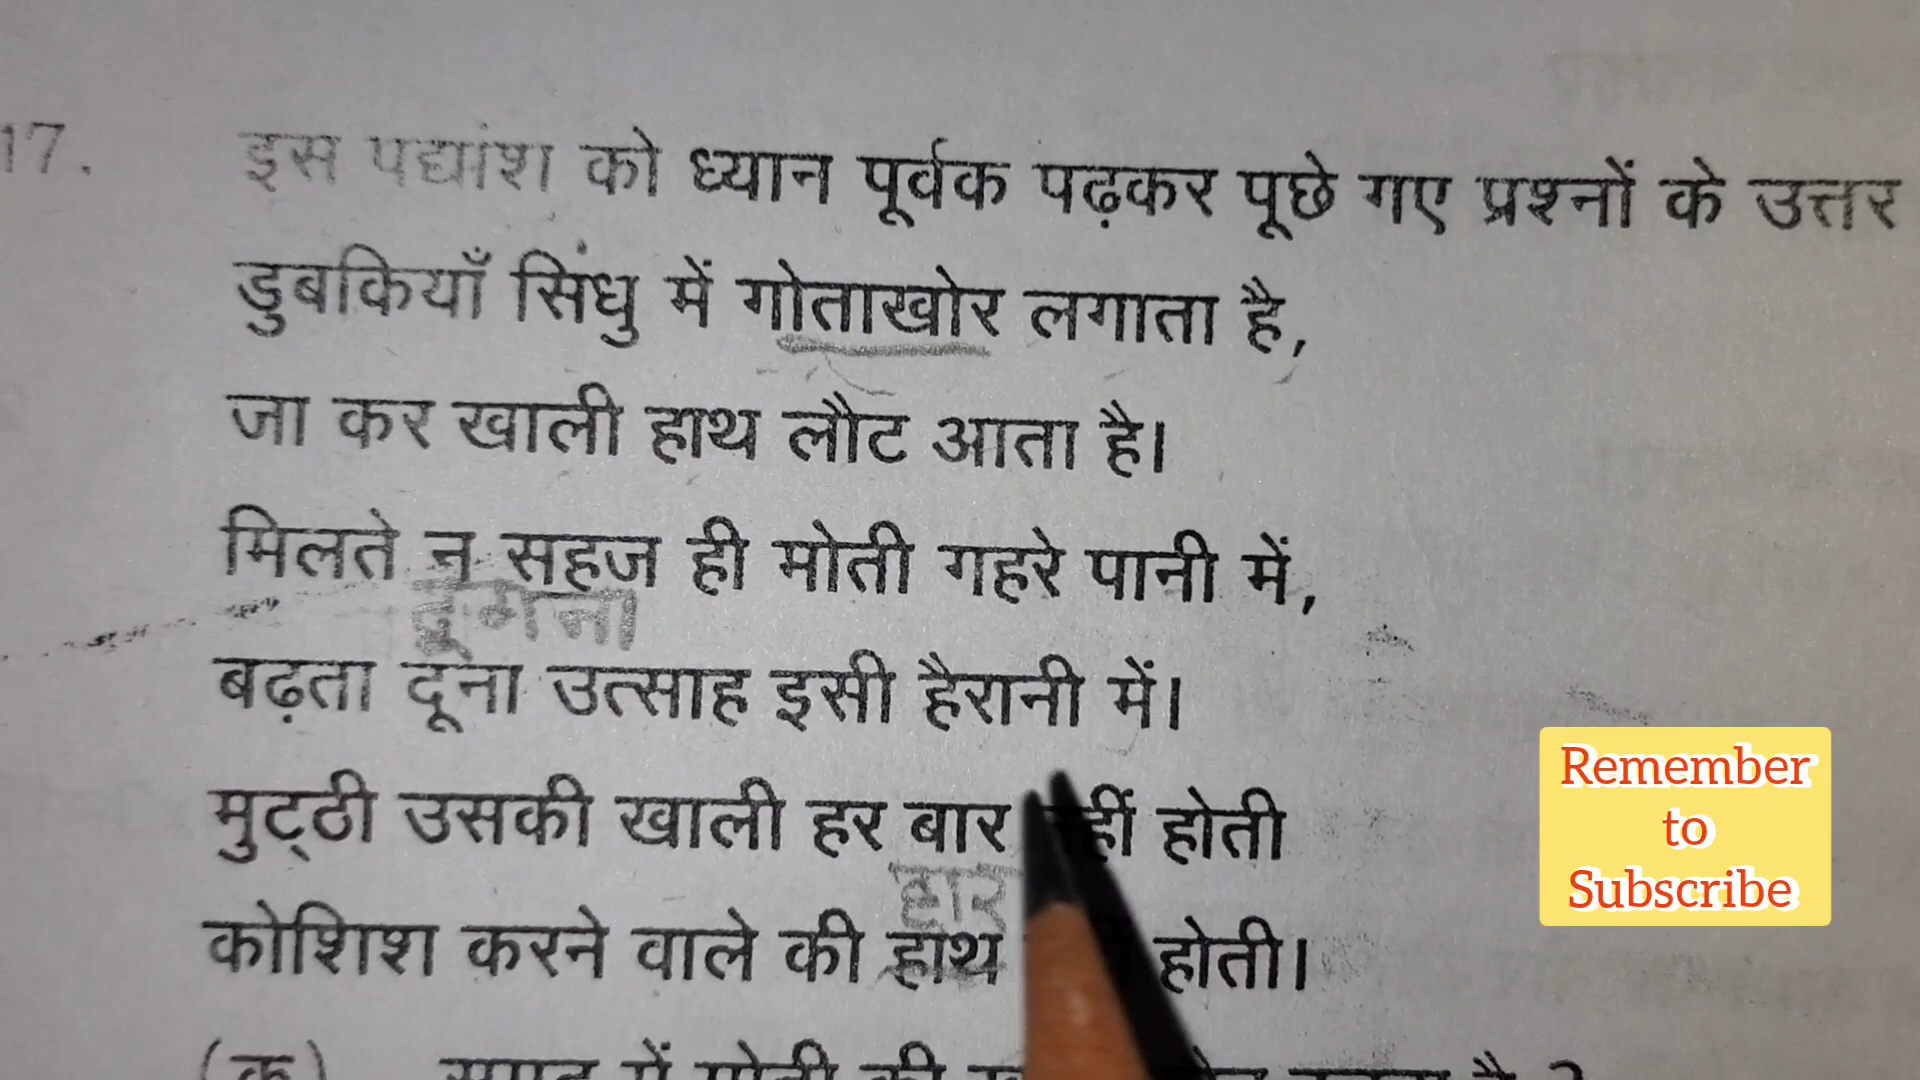 17. इस पद्यांश को ध्यान पूर्वक पढ़कर पूछे गए प्रश्नों के उत्तर
डुबकियाँ सिंधु में गोताखोर लगाता है,
जा कर खाली हाथ लौट आता है।
मिलते न सहज ही मोती गहरे पानी में,
दूगना
बढ़ता दूना उत्साह इसी हैरानी में।
मुट्ठी उसकी खाली हर बार होती
हार
कोशिश करने वाले की हाथ होती।
(क) में मोती की है ?
Remember
to
Subscribe